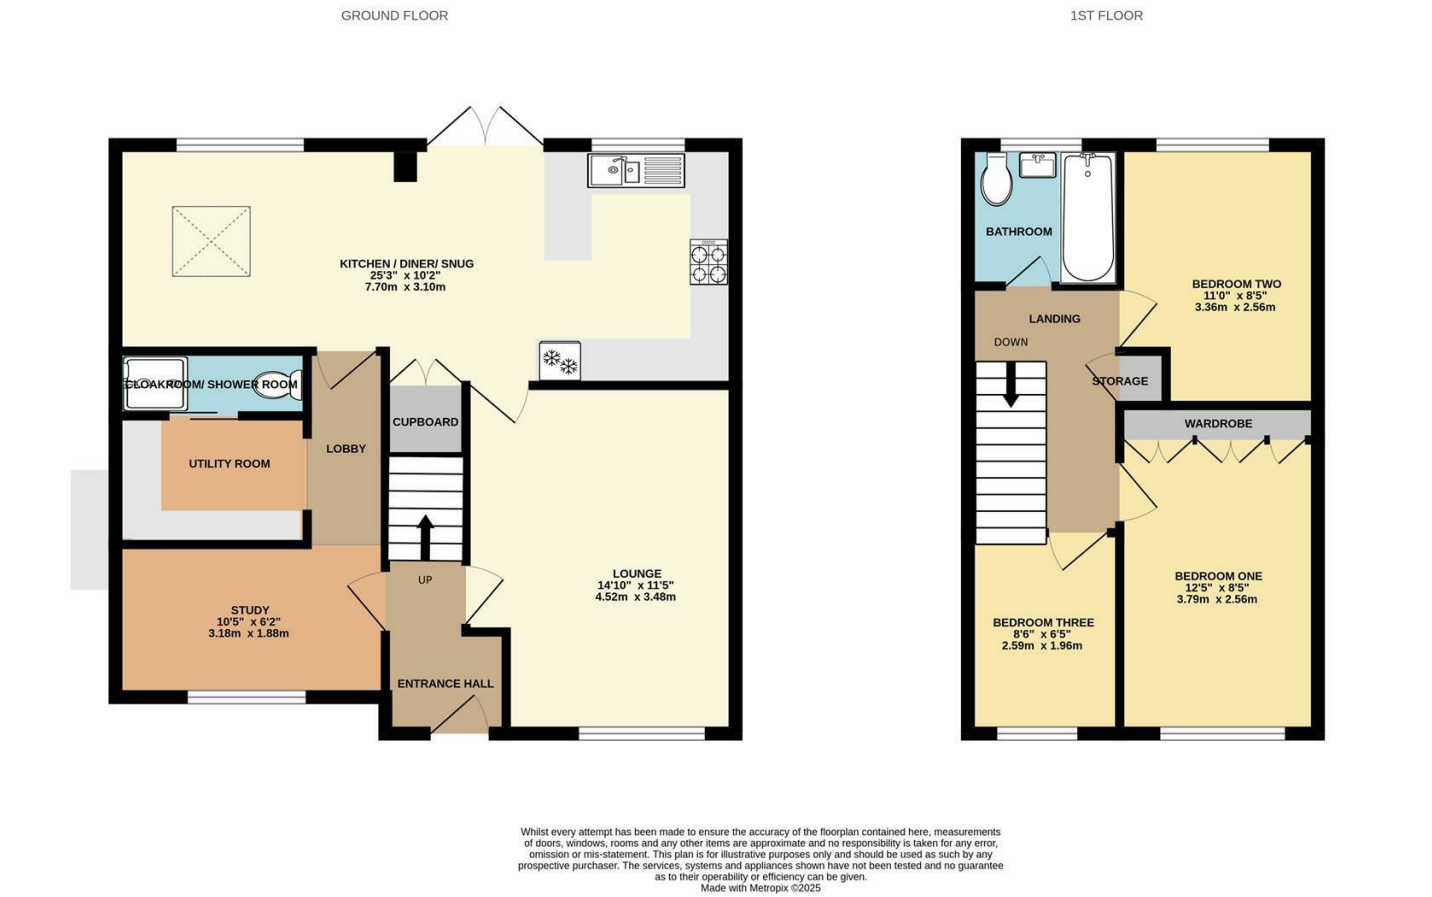 GROUND FLOOR
1ST FLOOR
KITCHEN / DINER/ SNUG
25'3" x 10'2"
7.70m x 3.10m
CLOAKROOM/ SHOWER ROOM
UTILITY ROOM
LOBBY
CUPBOARD
UP
STUDY
10'5" x 6'2"
3.18m x 1.88m
ENTRANCE HALL
LOUNGE
14'10" x 11'5"
4.52m x 3.48m
BATHROOM
LANDING
DOWN
STORAGE
BEDROOM TWO
11'0" x 8'5"
3.36m x 2.56m
WARDROBE
BEDROOM ONE
12'5" x 8'5"
3.79m x 2.56m
BEDROOM THREE
8'6" x 6'5"
2.59m x 1.96m
Whilst every attempt has been made to ensure the accuracy of the floorplan contained here, measurements
of doors, windows, rooms and any other items are approximate and no responsibility is taken for any error,
omission or mis-statement. This plan is for illustrative purposes only and should be used as such by any
prospective purchaser. The services, systems and appliances shown have not been tested and no guarantee
as to their operability or efficiency can be given.
Made with Metropix ©2025